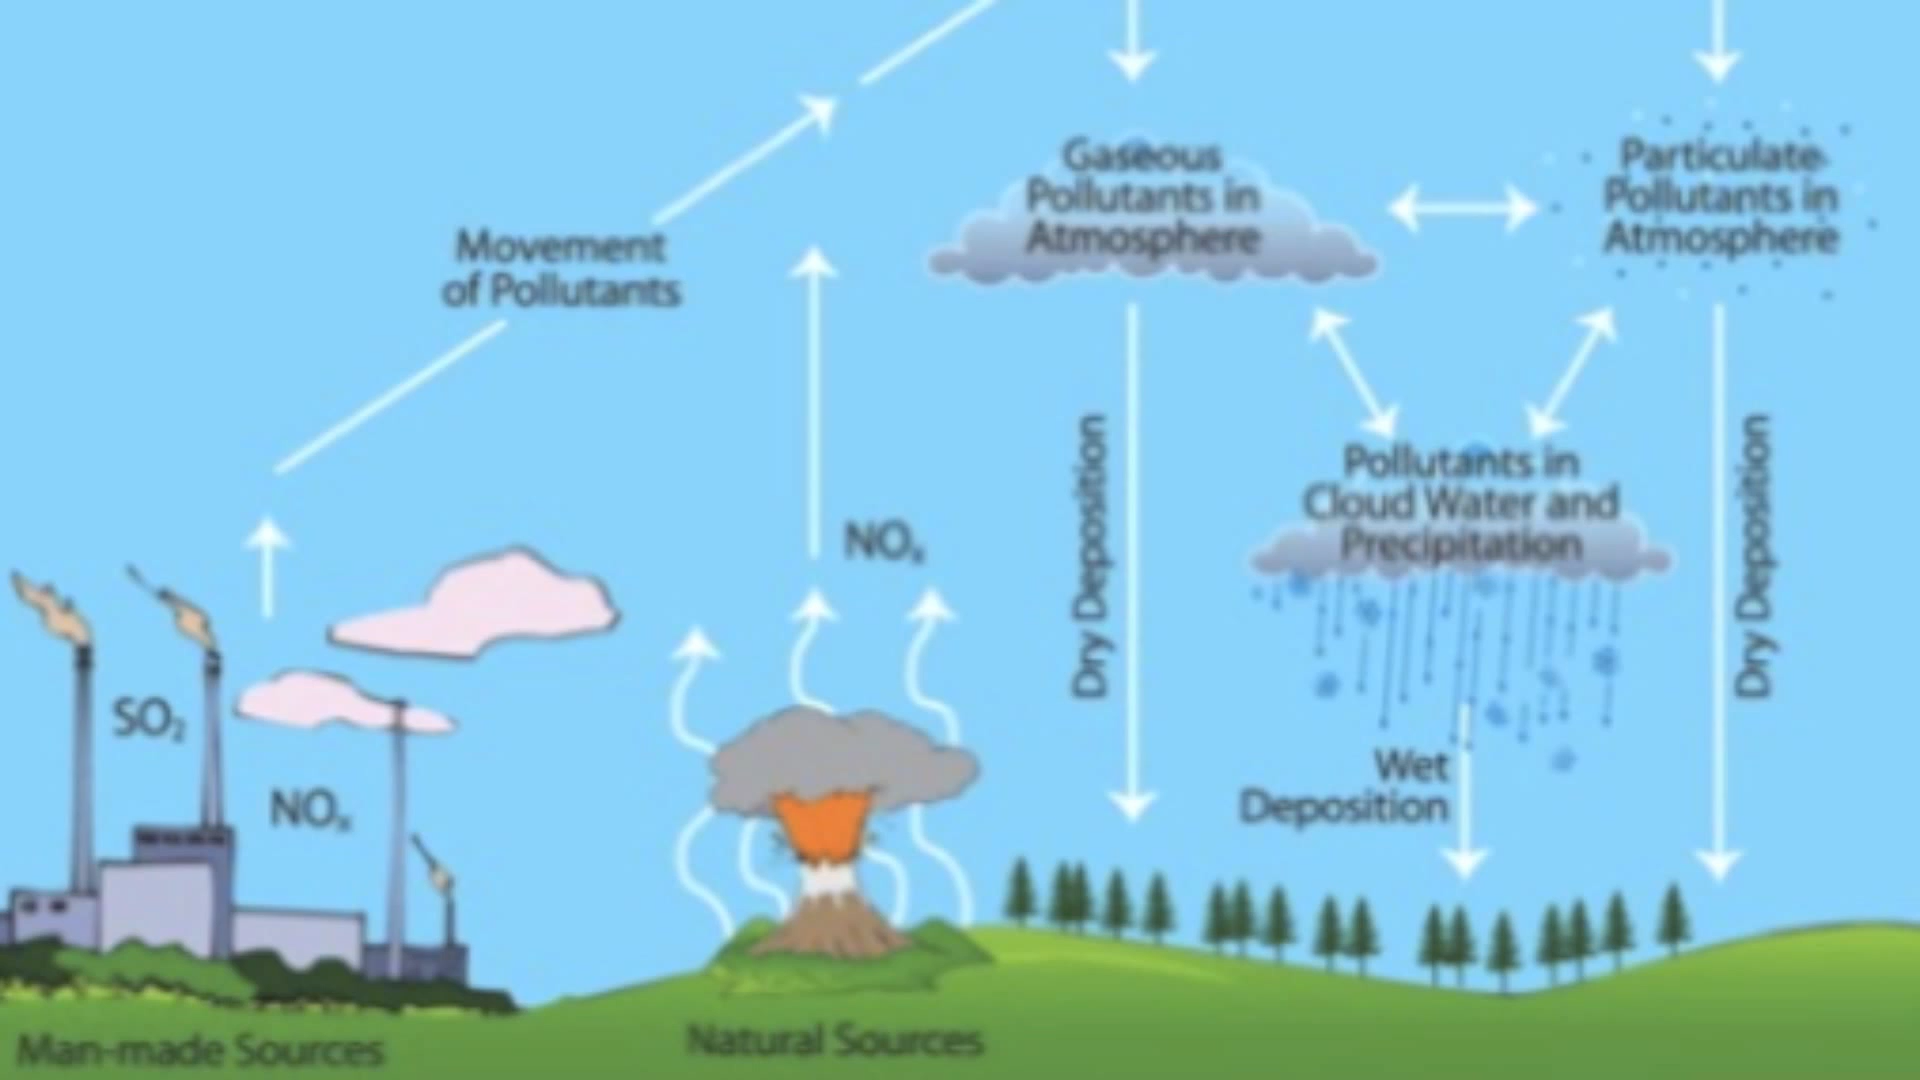 Gaseous
Pollutants in
Atmosphere
Particulate
Pollutants in
Atmosphere
Movement
of Pollutants
Dry Deposition
Pollutants in
Cloud Water and
Precipitation
Dry Deposition
NOₓ
SO₂
NOₓ
Wet
Deposition
Man-made Sources
Natural Sources